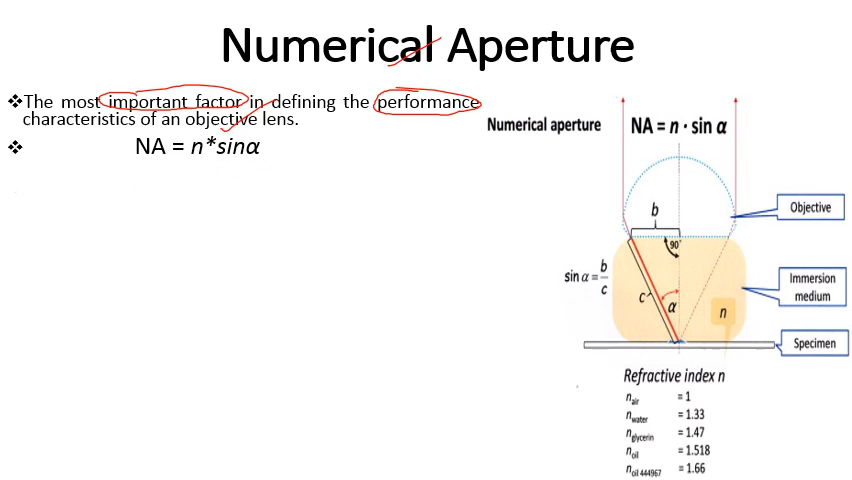 Numerical Aperture
❖The most important factor in defining the performance
characteristics of an objective lens.
❖ NA = n*sinα
Numerical aperture NA = n · sin α
b
Objective
90°
sin α = b/c
c
α
n
Immersion
medium
Specimen
Refractive index n
n air = 1
n water = 1.33
n glycerin = 1.47
n oil = 1.518
n oil 444967 = 1.66